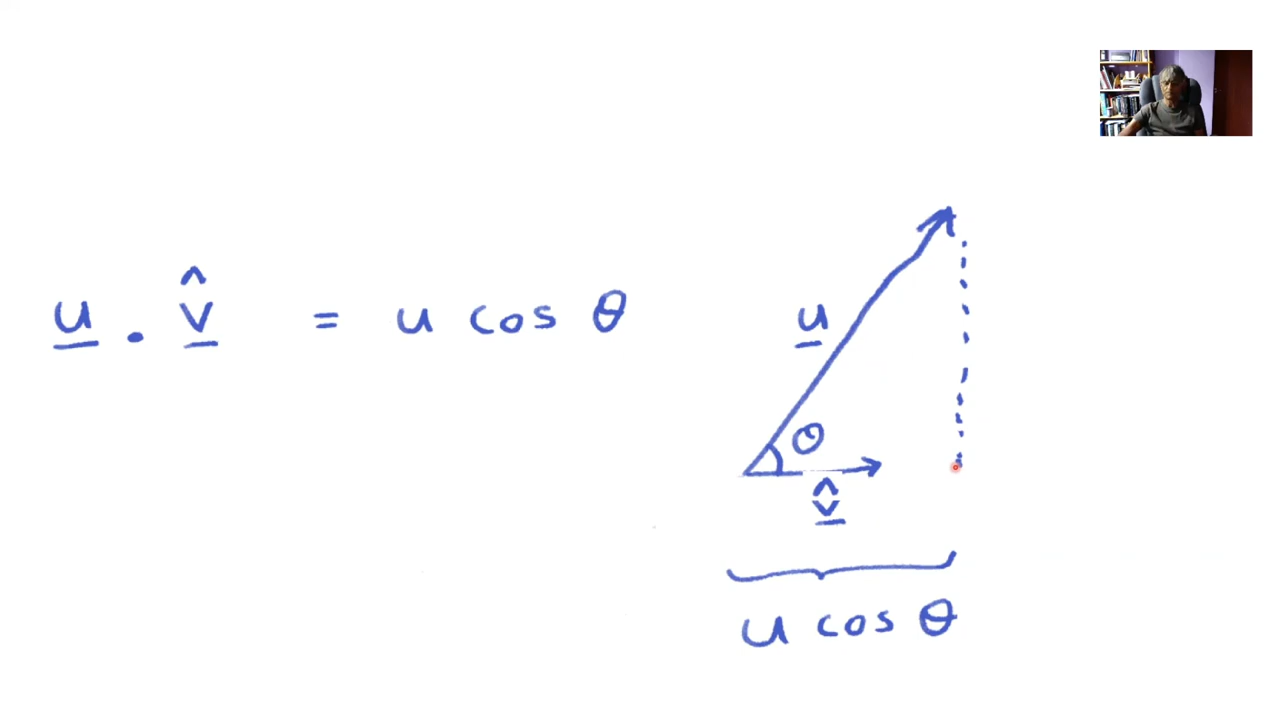 u . v̂ = u cos θ
u
θ
v̂
u cos θ